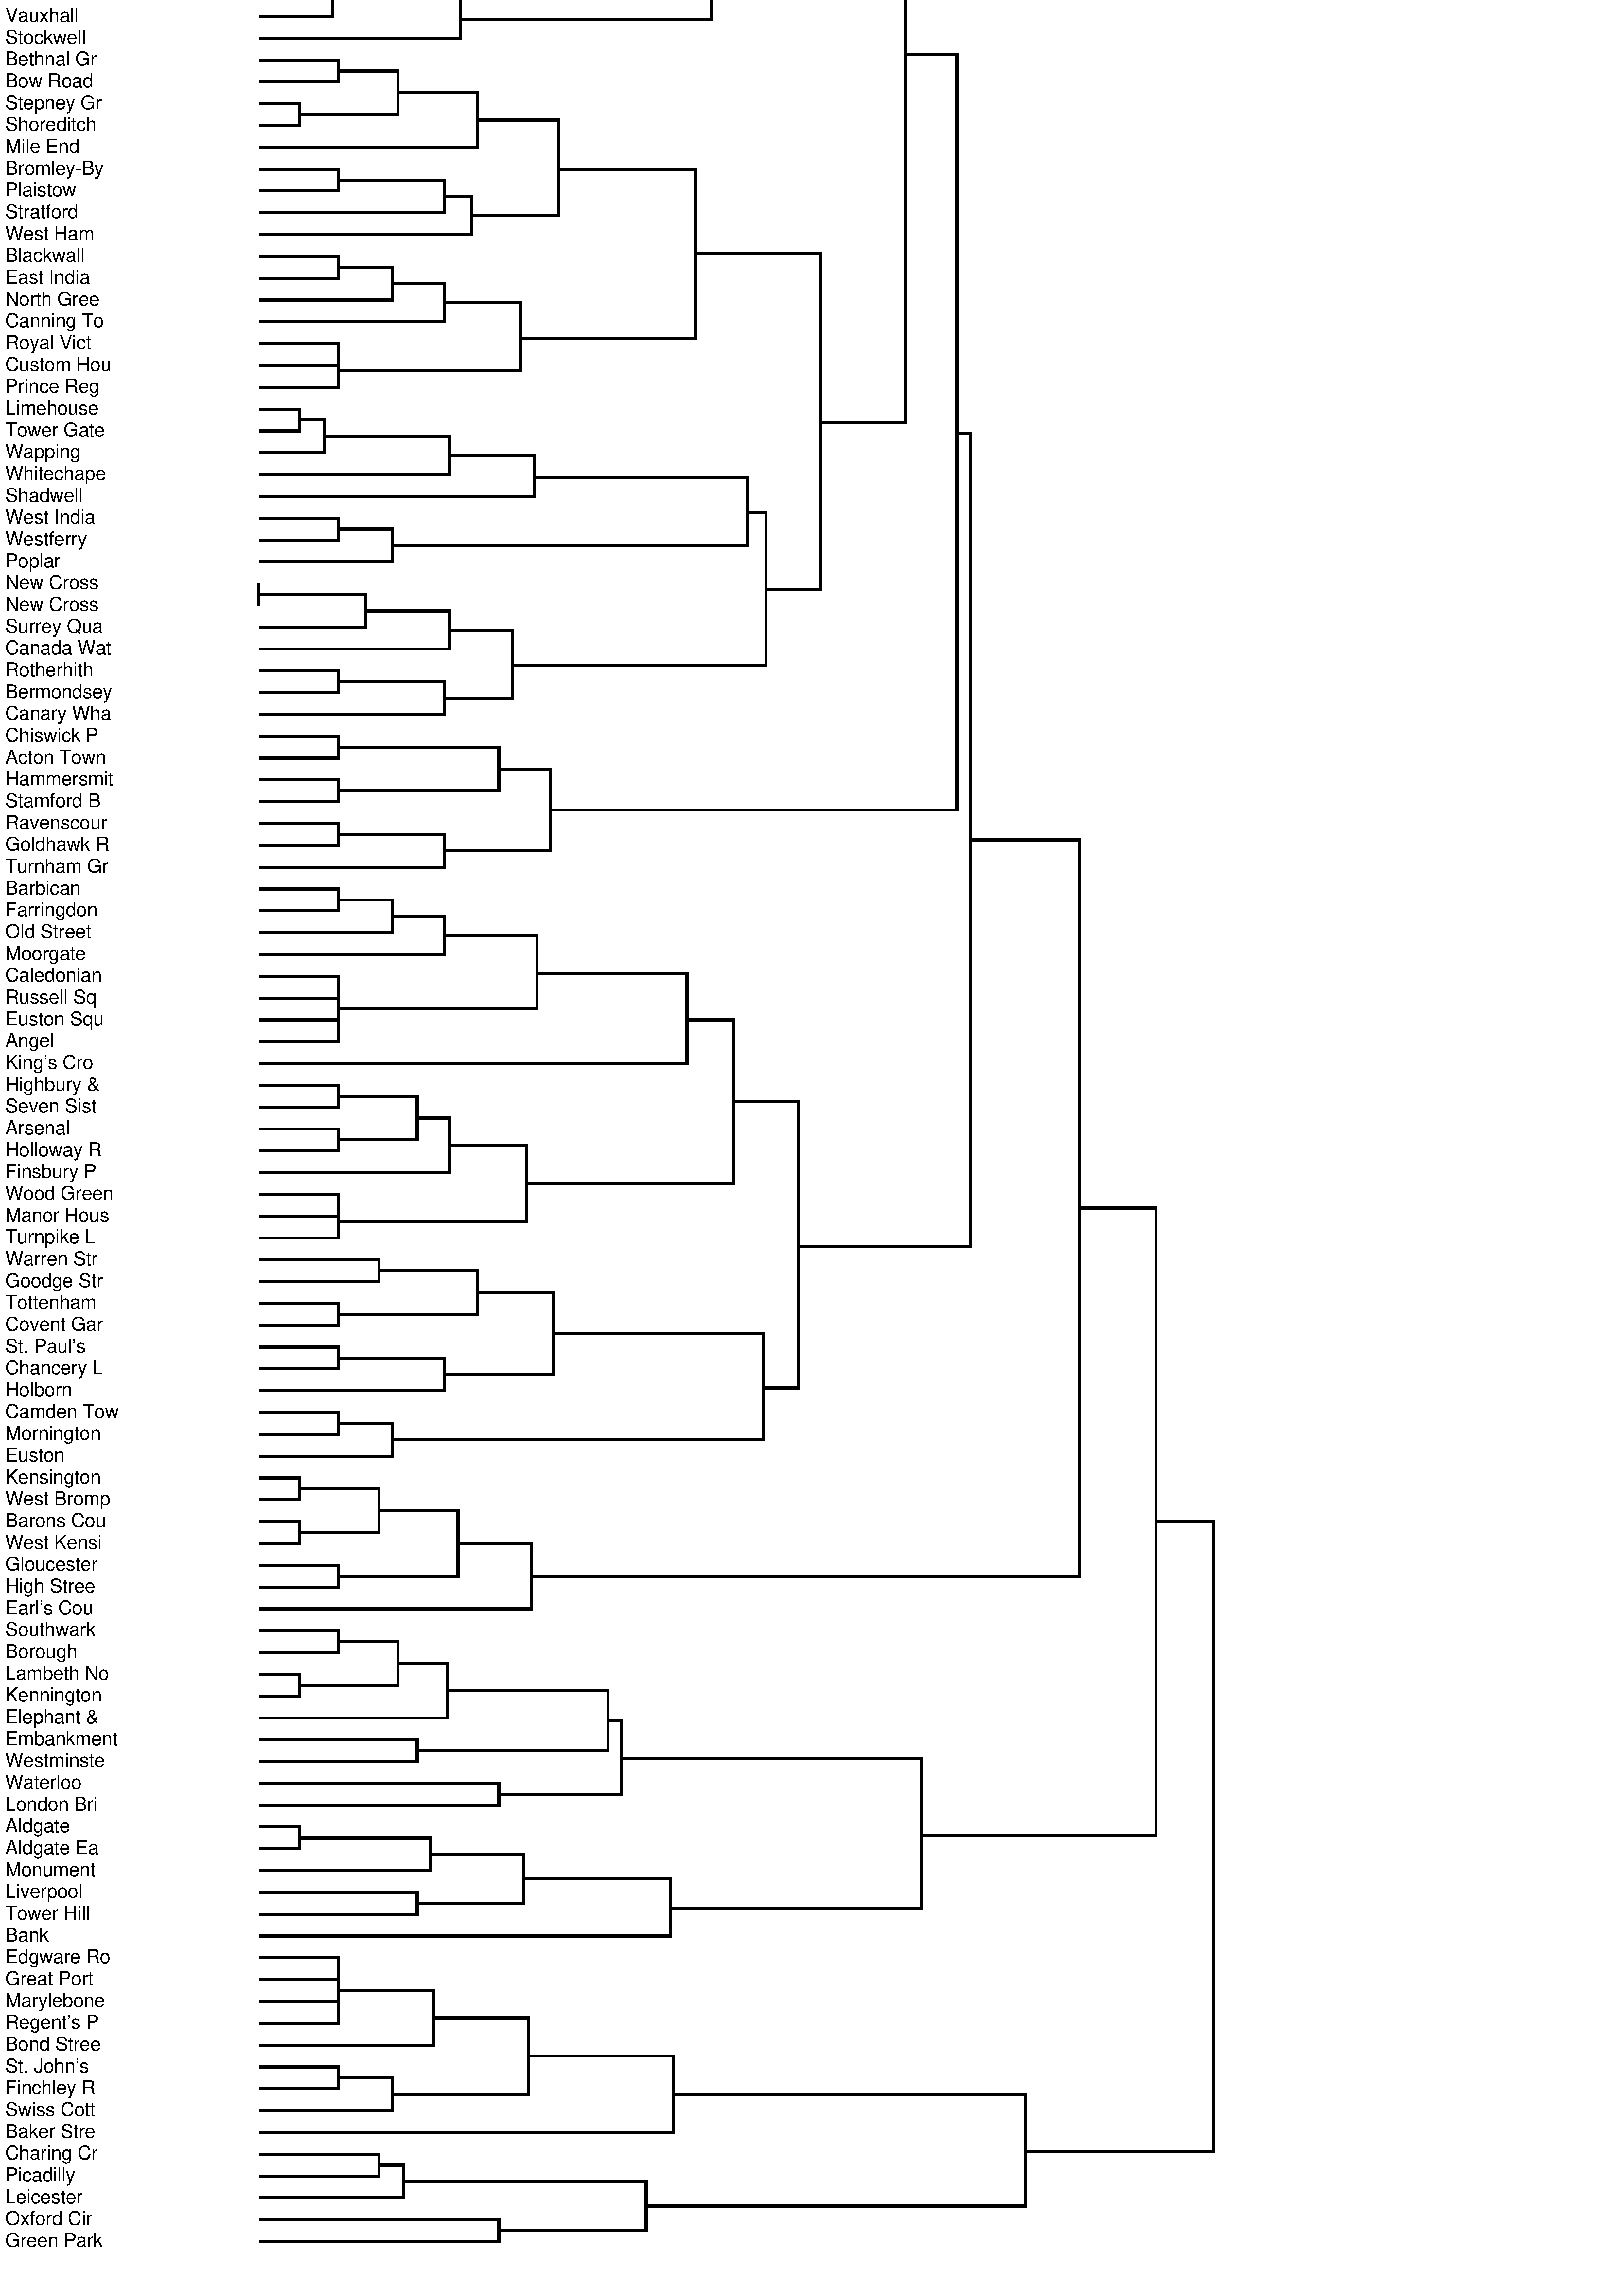 Vauxhall
Stockwell
Bethnal Gr
Bow Road
Stepney Gr
Shoreditch
Mile End
Bromley-By
Plaistow
Stratford
West Ham
Blackwall
East India
North Gree
Canning To
Royal Vict
Custom Hou
Prince Reg
Limehouse
Tower Gate
Wapping
Whitechape
Shadwell
West India
Westferry
Poplar
New Cross
New Cross
Surrey Qua
Canada Wat
Rotherhith
Bermondsey
Canary Wha
Chiswick P
Acton Town
Hammersmit
Stamford B
Ravenscour
Goldhawk R
Turnham Gr
Barbican
Farringdon
Old Street
Moorgate
Caledonian
Russell Sq
Euston Squ
Angel
King's Cro
Highbury &
Seven Sist
Arsenal
Holloway R
Finsbury P
Wood Green
Manor Hous
Turnpike L
Warren Str
Goodge Str
Tottenham
Covent Gar
St. Paul's
Chancery L
Holborn
Camden Tow
Mornington
Euston
Kensington
West Bromp
Barons Cou
West Kensi
Gloucester
High Stree
Earl's Cou
Southwark
Borough
Lambeth No
Kennington
Elephant &
Embankment
Westminste
Waterloo
London Bri
Aldgate
Aldgate Ea
Monument
Liverpool
Tower Hill
Bank
Edgware Ro
Great Port
Marylebone
Regent's P
Bond Stree
St. John's
Finchley R
Swiss Cott
Baker Stre
Charing Cr
Picadilly
Leicester
Oxford Cir
Green Park